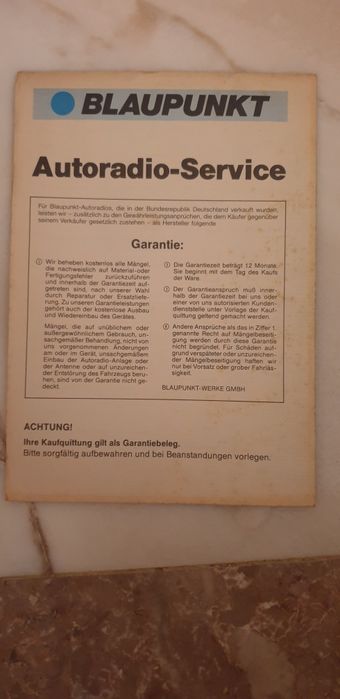 BLAUPUNKT
Autoradio-Service
Für Blaupunkt-Autoradios, die in der Bundesrepublik Deutschland verkauft wurden,
leisten wir – zusätzlich zu den Gewährleistungsansprüchen, die dem Käufer gegenüber
seinem Verkäufer gesetzlich zustehen – als Hersteller folgende
Garantie:
① Wir beheben kostenlos alle Mängel,
die nachweislich auf Material-oder
Fertigungsfehler zurückzuführen
und innerhalb der Garantiezeit auf-
getreten sind, nach unserer Wahl
durch Reparatur oder Ersatzliefe-
rung. Zu unseren Garantieleistungen
gehört auch der kostenlose Ausbau
und Wiedereinbau des Gerätes.
Mängel, die auf unüblichem oder
außergewöhnlichem Gebrauch, un-
sachgemäßer Behandlung, nicht von
uns vorgenommenen Änderungen
am oder im Gerät, unsachgemäßem
Einbau der Autoradio-Anlage oder
der Antenne oder auf unzureichen-
der Entstörung des Fahrzeugs beru-
hen, sind von der Garantie nicht ge-
deckt.
② Die Garantiezeit beträgt 12 Monate.
Sie beginnt mit dem Tag des Kaufs
der Ware.
③ Der Garantieanspruch muß inner-
halb der Garantiezeit bei uns oder
einer von uns autorisierten Kunden-
dienststelle unter Vorlage der Kauf-
quittung geltend gemacht werden.
④ Andere Ansprüche als das in Ziffer 1.
genannte Recht auf Mängelbeseiti-
gung werden durch diese Garantie
nicht begründet. Für Schäden auf-
grund verspäteter oder unzureichen-
der Mängelbeseitigung haften wir
nur bei Vorsatz oder grober Fahrläs-
sigkeit.
BLAUPUNKT-WERKE GMBH
ACHTUNG!
Ihre Kaufquittung gilt als Garantiebeleg.
Bitte sorgfältig aufbewahren und bei Beanstandungen vorlegen.